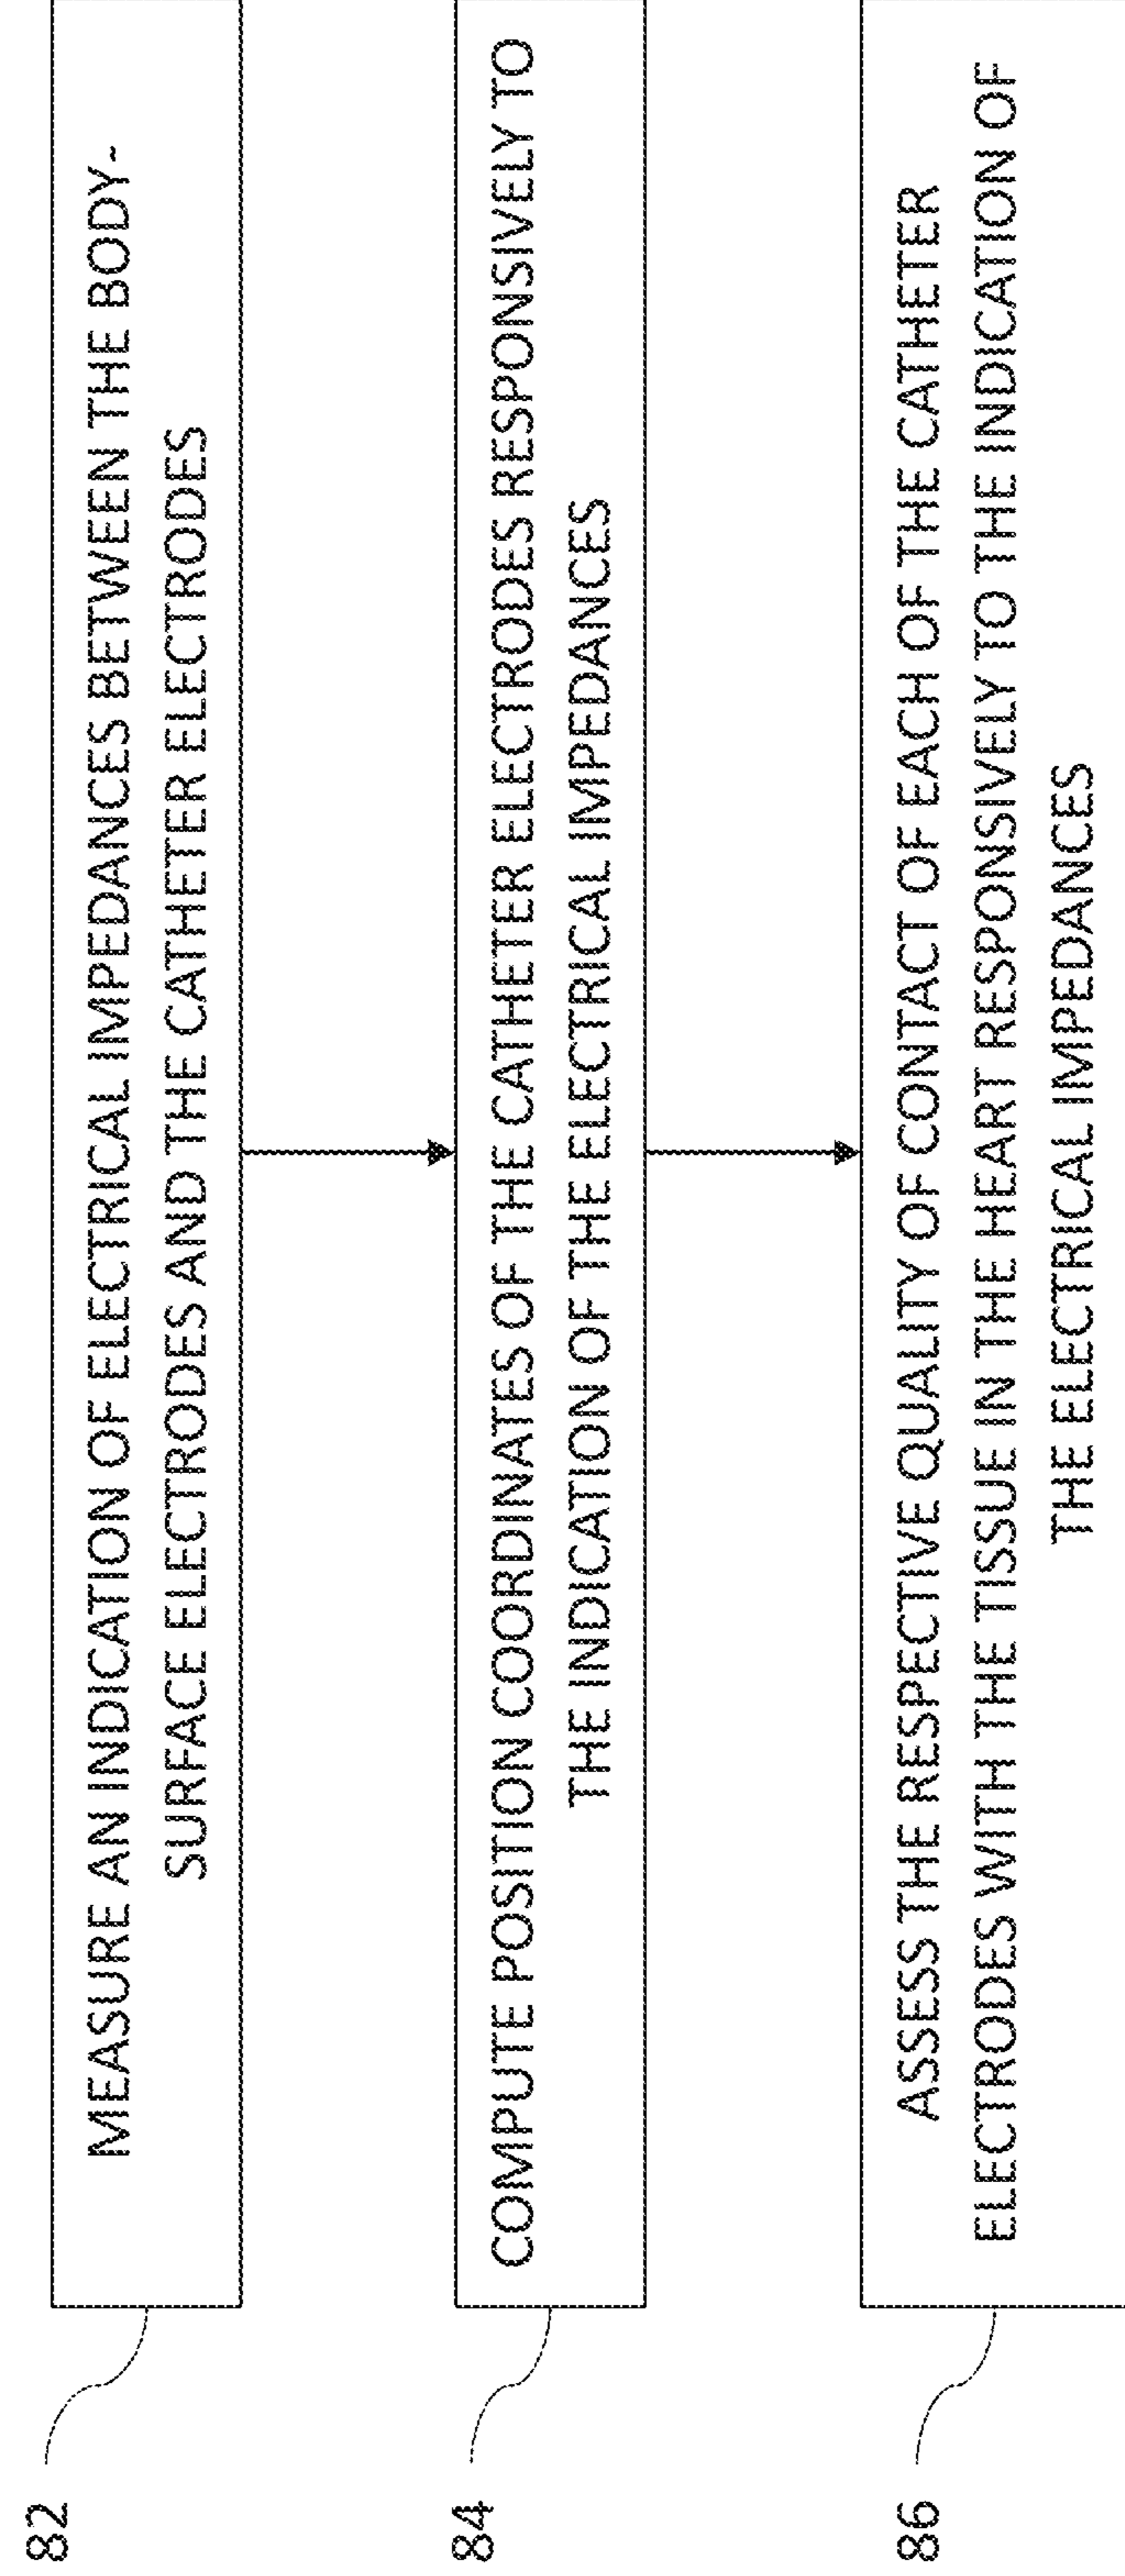 82
MEASURE AN INDICATION OF ELECTRICAL IMPEDANCES BETWEEN THE BODY-
SURFACE ELECTRODES AND THE CATHETER ELECTRODES
84
COMPUTE POSITION COORDINATES OF THE CATHETER ELECTRODES RESPONSIVELY TO
THE INDICATION OF THE ELECTRICAL IMPEDANCES
86
ASSESS THE RESPECTIVE QUALITY OF CONTACT OF EACH OF THE CATHETER
ELECTRODES WITH THE TISSUE IN THE HEART RESPONSIVELY TO THE INDICATION OF
THE ELECTRICAL IMPEDANCES